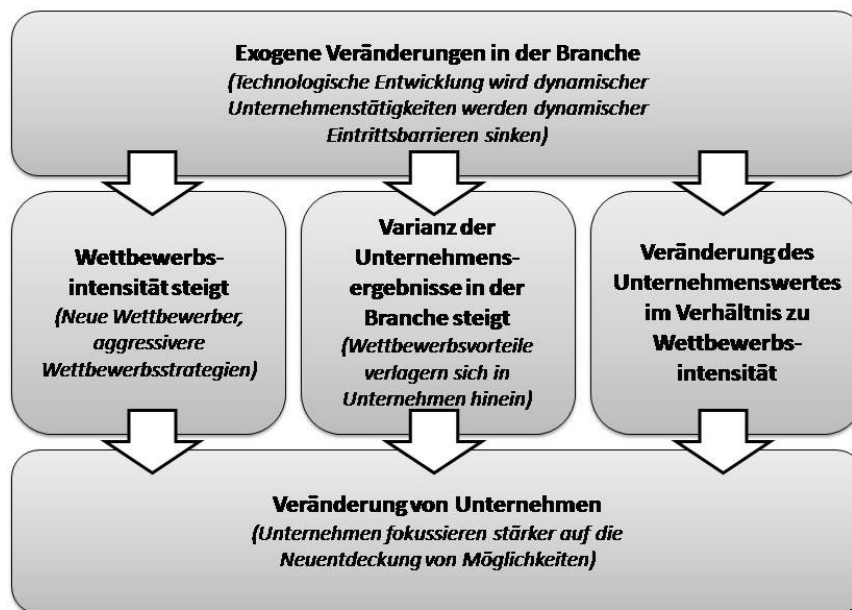 Exogene Veränderungen in der Branche
(Technologische Entwicklung wird dynamischer
Unternehmenstätigkeiten werden dynamischer
Eintrittsbarrieren sinken)
Wettbewerbs-
intensität steigt
(Neue Wettbewerber,
aggressivere
Wettbewerbsstrategien)
Varianz der
Unternehmens-
ergebnisse in der
Branche steigt
(Wettbewerbsvorteile
verlagern sich in
Unternehmen hinein)
Veränderung des
Unternehmenswertes
im Verhältnis zu
Wettbewerbs-
intensität
Veränderung von Unternehmen
(Unternehmen fokussieren stärker auf die
Neuentdeckung von Möglichkeiten)